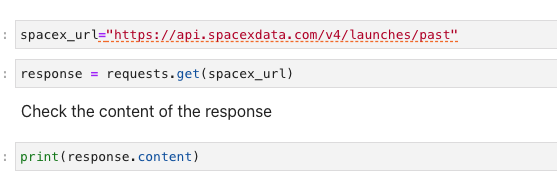 : spacex_url="https://api.spacexdata.com/v4/launches/past"
: response = requests.get(spacex_url)
Check the content of the response
: print(response.content)